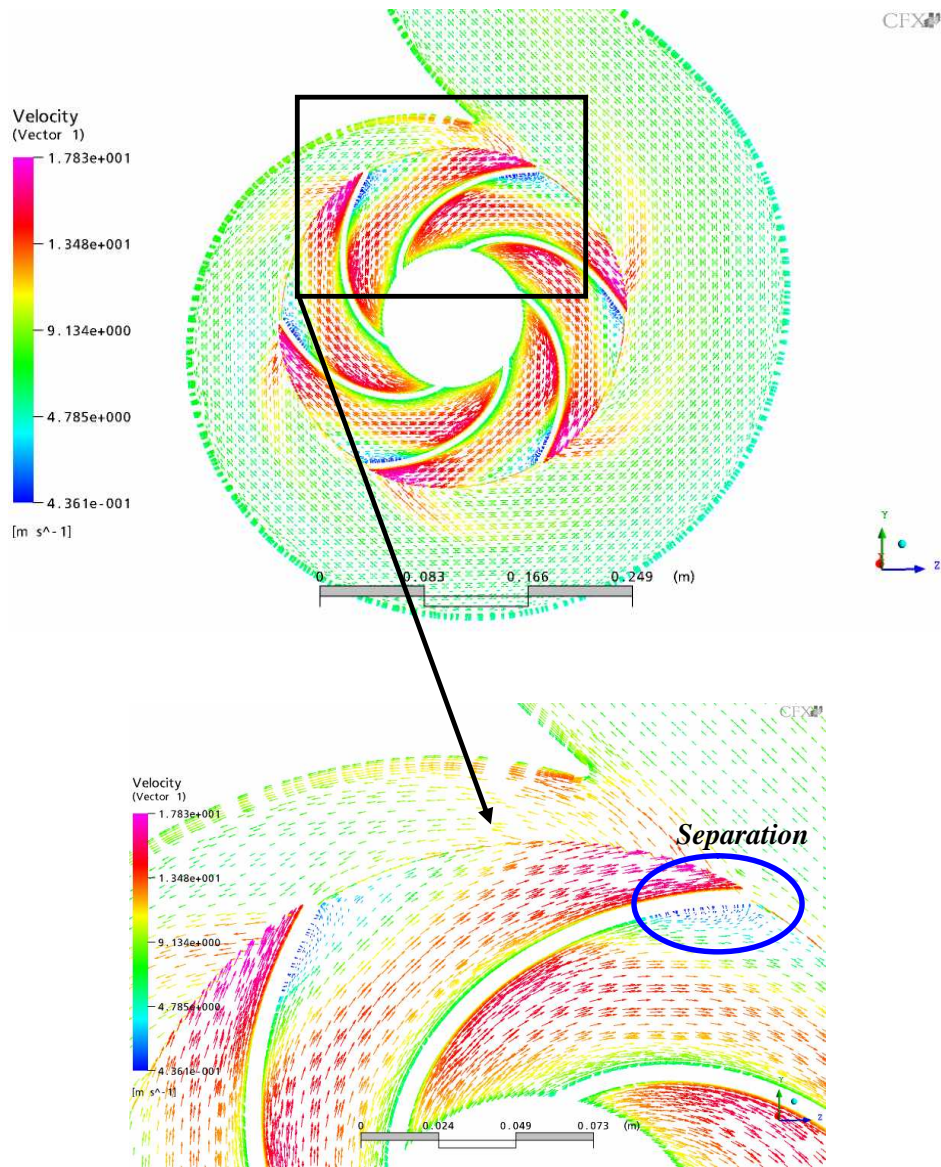 CFX
Velocity
(Vector 1)
1.783e+001
1.348e+001
9.134e+000
4.785e+000
4.361e-001
[m s^-1]
Y
X
Z
0 0.083 0.166 0.249 (m)
CFX
Velocity
(Vector 1)
1.783e+001
1.348e+001
9.134e+000
4.785e+000
4.361e-001
[m s^-1]
Separation
Y
Z
0 0.024 0.049 0.073 (m)